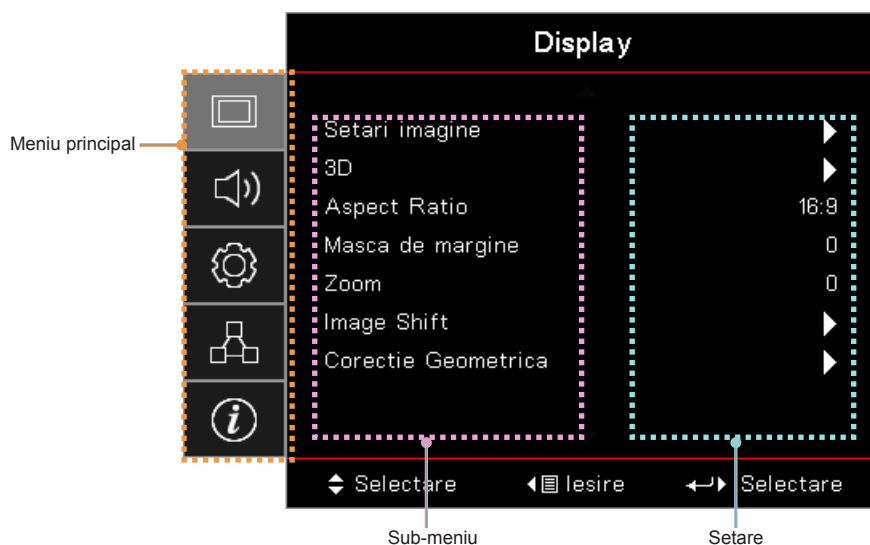 Display
Meniu principal
Setari imagine
3D
Aspect Ratio 16:9
Masca de margine 0
Zoom 0
Image Shift
Corectie Geometrica
Selectare Iesire Selectare
Sub-meniu Setare